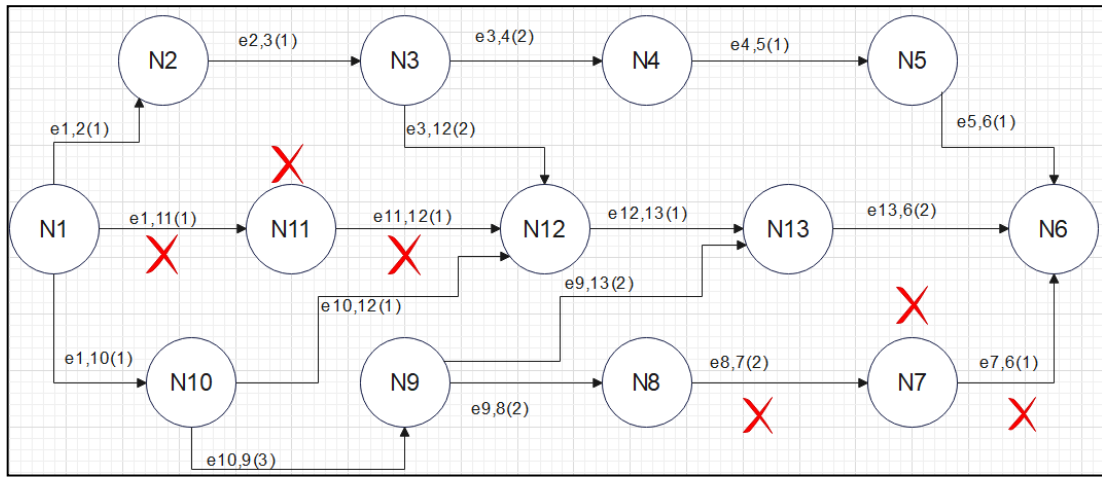 N2
e2,3(1)
N3
e3,4(2)
N4
e4,5(1)
N5
e1,2(1)
e3,12(2)
e5,6(1)
N1
e1,11(1)
N11
e11,12(1)
N12
e12,13(1)
N13
e13,6(2)
N6
e10,12(1)
e9,13(2)
e1,10(1)
N10
N9
e9,8(2)
N8
e8,7(2)
N7
e7,6(1)
e10,9(3)